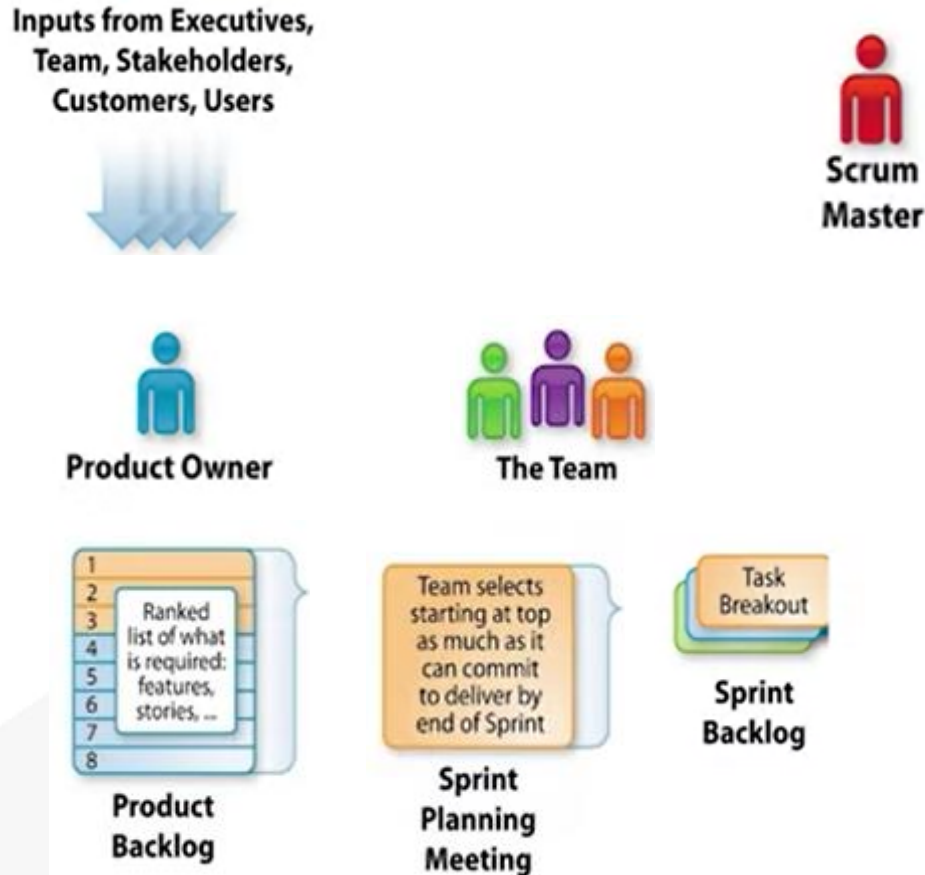 Inputs from Executives,
Team, Stakeholders,
Customers, Users
Scrum
Master
Product Owner
The Team
1
2
3
4
5
6
7
8
Ranked
list of what
is required:
features,
stories, ...
Product
Backlog
Team selects
starting at top
as much as it
can commit
to deliver by
end of Sprint
Sprint
Planning
Meeting
Task
Breakout
Sprint
Backlog